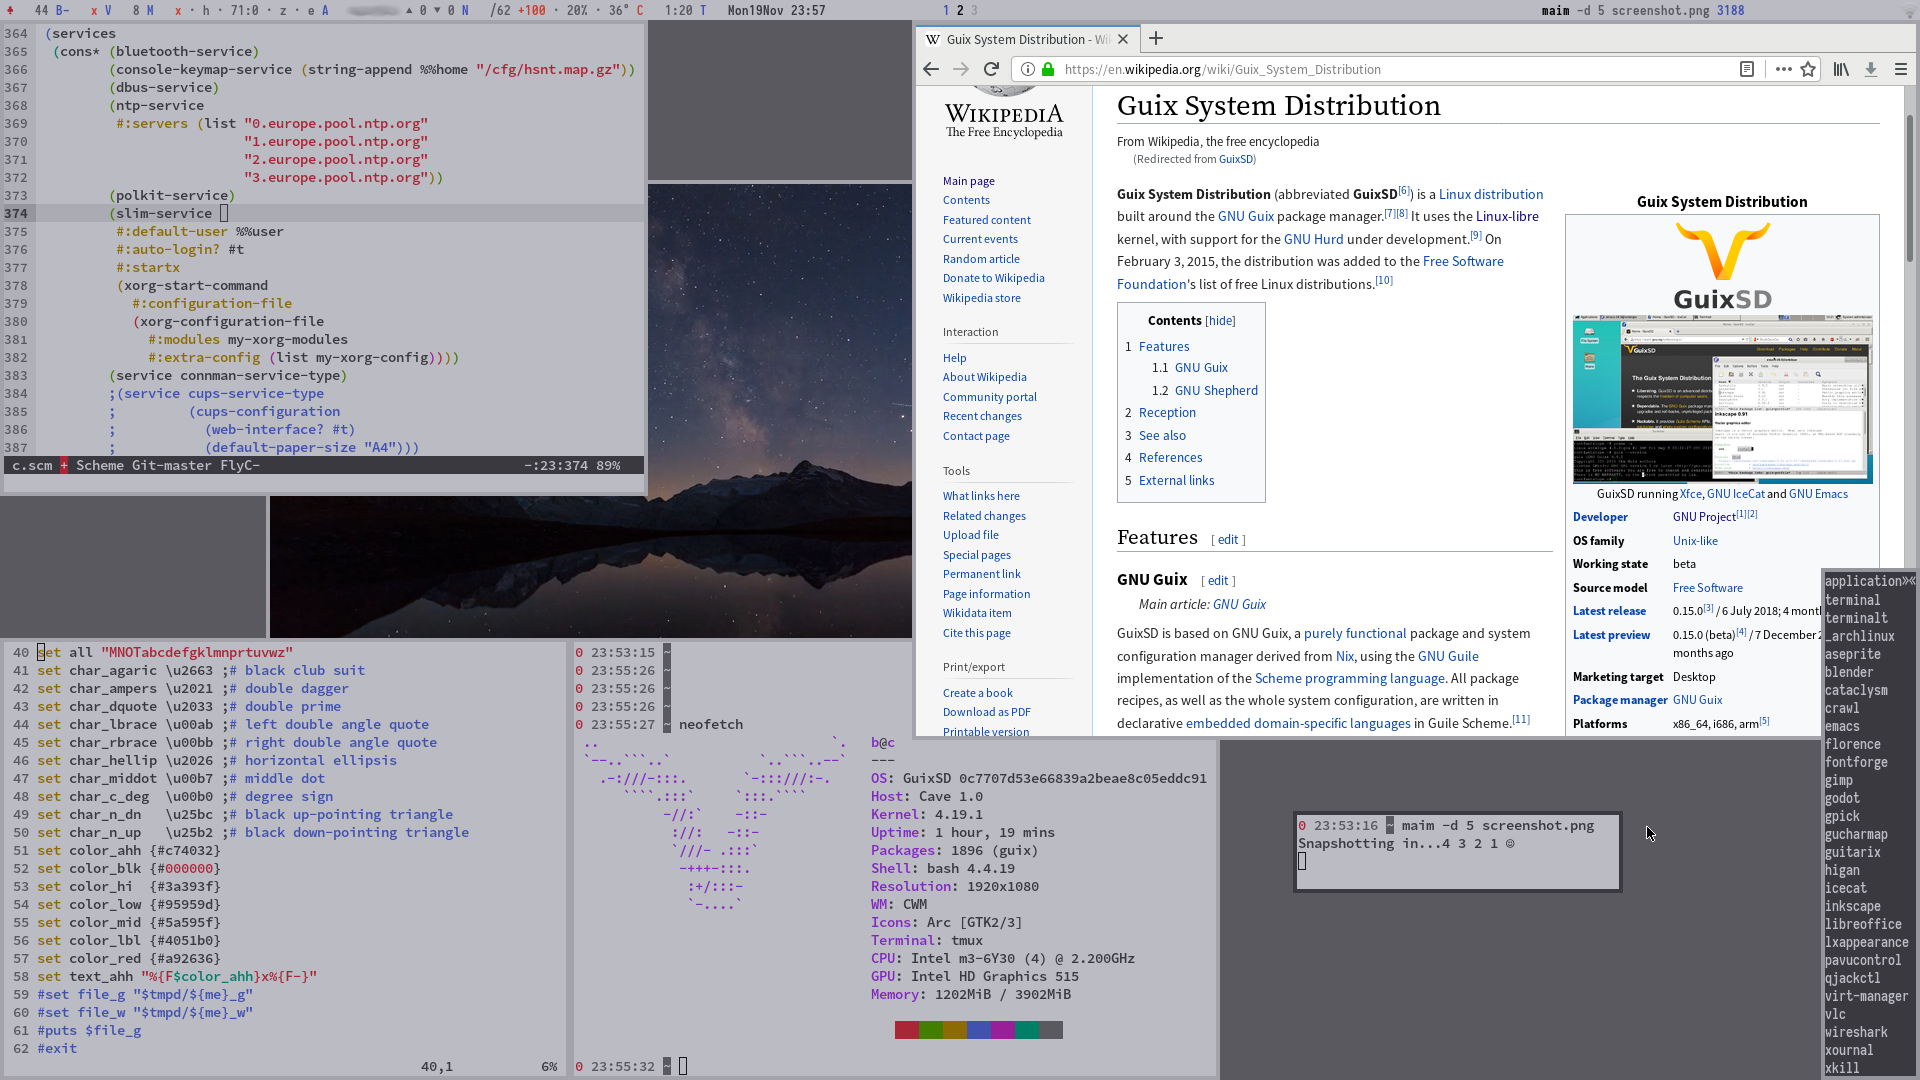 ♠ 44 B- x V 8 M x · h · 71:0 · z · e A ▲ 0 ▼ 0 N /62 +100 · 20% · 36° C 1:20 T Mon19Nov 23:57 1 2 3 maim -d 5 screenshot.png 3188
364 (services
365 (cons* (bluetooth-service)
366 (console-keymap-service (string-append %%home "/cfg/hsnt.map.gz"))
367 (dbus-service)
368 (ntp-service
369 #:servers (list "0.europe.pool.ntp.org"
370 "1.europe.pool.ntp.org"
371 "2.europe.pool.ntp.org"
372 "3.europe.pool.ntp.org"))
373 (polkit-service)
374 (slim-service
375 #:default-user %%user
376 #:auto-login? #t
377 #:startx
378 (xorg-start-command
379 #:configuration-file
380 (xorg-configuration-file
381 #:modules my-xorg-modules
382 #:extra-config (list my-xorg-config))))
383 (service connman-service-type)
384 ;(service cups-service-type
385 ; (cups-configuration
386 ; (web-interface? #t)
387 ; (default-paper-size "A4")))
c.scm + Scheme Git-master FlyC- -:23:374 89%
W Guix System Distribution - Wi
https://en.wikipedia.org/wiki/Guix_System_Distribution
WIKIPEDIA
The Free Encyclopedia
Main page
Contents
Featured content
Current events
Random article
Donate to Wikipedia
Wikipedia store
Interaction
Help
About Wikipedia
Community portal
Recent changes
Contact page
Tools
What links here
Related changes
Upload file
Special pages
Permanent link
Page information
Wikidata item
Cite this page
Print/export
Create a book
Download as PDF
Printable version
Guix System Distribution
From Wikipedia, the free encyclopedia
(Redirected from GuixSD)
Guix System Distribution (abbreviated GuixSD[6]) is a Linux distribution
built around the GNU Guix package manager.[7][8] It uses the Linux-libre
kernel, with support for the GNU Hurd under development.[9] On
February 3, 2015, the distribution was added to the Free Software
Foundation's list of free Linux distributions.[10]
Contents [hide]
1 Features
1.1 GNU Guix
1.2 GNU Shepherd
2 Reception
3 See also
4 References
5 External links
Features [ edit ]
GNU Guix [ edit ]
Main article: GNU Guix
GuixSD is based on GNU Guix, a purely functional package and system
configuration manager derived from Nix, using the GNU Guile
implementation of the Scheme programming language. All package
recipes, as well as the whole system configuration, are written in
declarative embedded domain-specific languages in Guile Scheme.[11]
Guix System Distribution
GuixSD
GuixSD
The Guix System Distribution
GuixSD running Xfce, GNU IceCat and GNU Emacs
Developer GNU Project[1][2]
OS family Unix-like
Working state beta
Source model Free Software
Latest release 0.15.0[3] / 6 July 2018; 4 mont
Latest preview 0.15.0 (beta)[4] / 7 December 2
months ago
Marketing target Desktop
Package manager GNU Guix
Platforms x86_64, i686, arm[5]
application»«
terminal
terminalt
_archlinux
aseprite
blender
cataclysm
crawl
emacs
florence
fontforge
gimp
godot
gpick
gucharmap
guitarix
higan
icecat
inkscape
libreoffice
lxappearance
pavucontrol
qjackctl
virt-manager
vlc
wireshark
xournal
xkill
40 set all "MNOTabcdefgklmnprtuvwz"
41 set char_agaric \u2663 ;# black club suit
42 set char_ampers \u2021 ;# double dagger
43 set char_dquote \u2033 ;# double prime
44 set char_lbrace \u00ab ;# left double angle quote
45 set char_rbrace \u00bb ;# right double angle quote
46 set char_hellip \u2026 ;# horizontal ellipsis
47 set char_middot \u00b7 ;# middle dot
48 set char_c_deg \u00b0 ;# degree sign
49 set char_n_dn \u25bc ;# black up-pointing triangle
50 set char_n_up \u25b2 ;# black down-pointing triangle
51 set color_ahh {#c74032}
52 set color_blk {#000000}
53 set color_hi {#3a393f}
54 set color_low {#95959d}
55 set color_mid {#5a595f}
56 set color_lbl {#4051b0}
57 set color_red {#a92636}
58 set text_ahh "%{F$color_ahh}x%{F-}"
59 #set file_g "$tmpd/${me}_g"
60 #set file_w "$tmpd/${me}_w"
61 #puts $file_g
62 #exit
40,1 6%
0 23:53:15 ~
0 23:55:26 ~
0 23:55:26 ~
0 23:55:26 ~
0 23:55:27 ~ neofetch
b@c
---
OS: GuixSD 0c7707d53e66839a2beae8c05eddc91
Host: Cave 1.0
Kernel: 4.19.1
Uptime: 1 hour, 19 mins
Packages: 1896 (guix)
Shell: bash 4.4.19
Resolution: 1920x1080
WM: CWM
Icons: Arc [GTK2/3]
Terminal: tmux
CPU: Intel m3-6Y30 (4) @ 2.200GHz
GPU: Intel HD Graphics 515
Memory: 1202MiB / 3902MiB
0 23:55:32 ~
0 23:53:16 ~ maim -d 5 screenshot.png
Snapshotting in...4 3 2 1 ☺